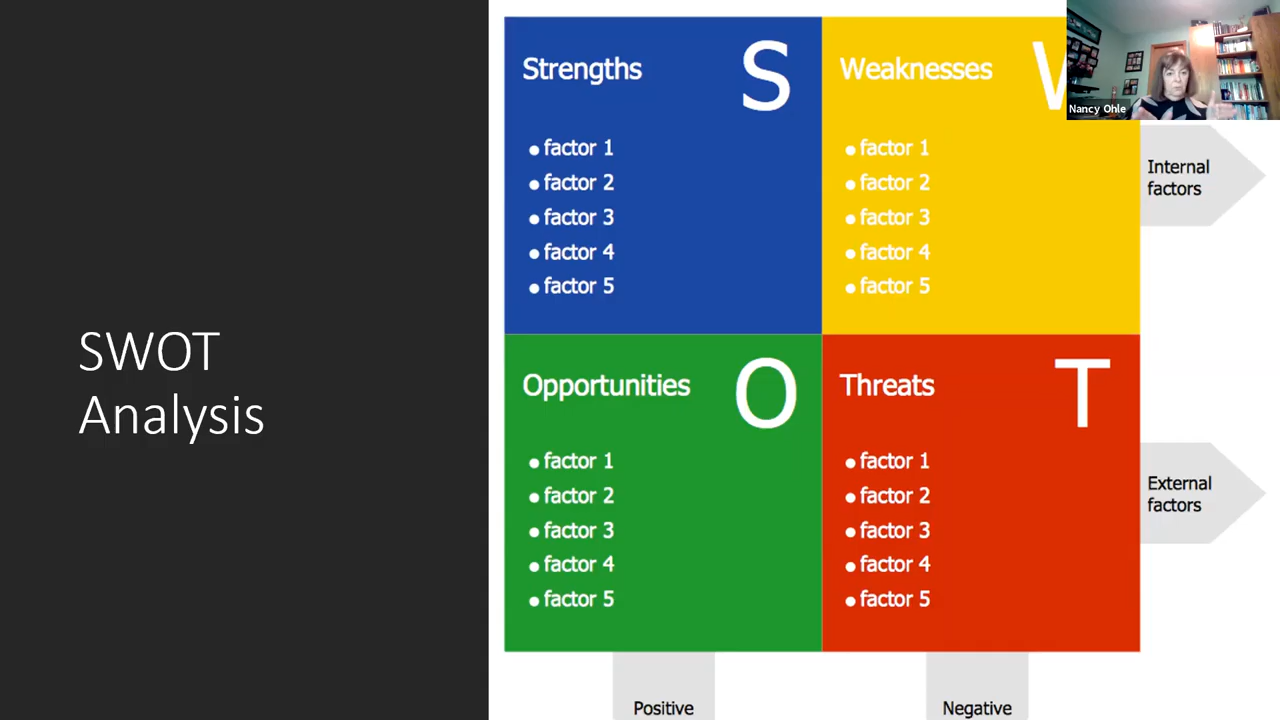 SWOT
Analysis
Strengths
S
● factor 1
● factor 2
● factor 3
● factor 4
● factor 5
Weaknesses
W
● factor 1
● factor 2
● factor 3
● factor 4
● factor 5
Nancy Ohle
Internal
factors
Opportunities
O
● factor 1
● factor 2
● factor 3
● factor 4
● factor 5
Threats
T
● factor 1
● factor 2
● factor 3
● factor 4
● factor 5
External
factors
Positive
Negative